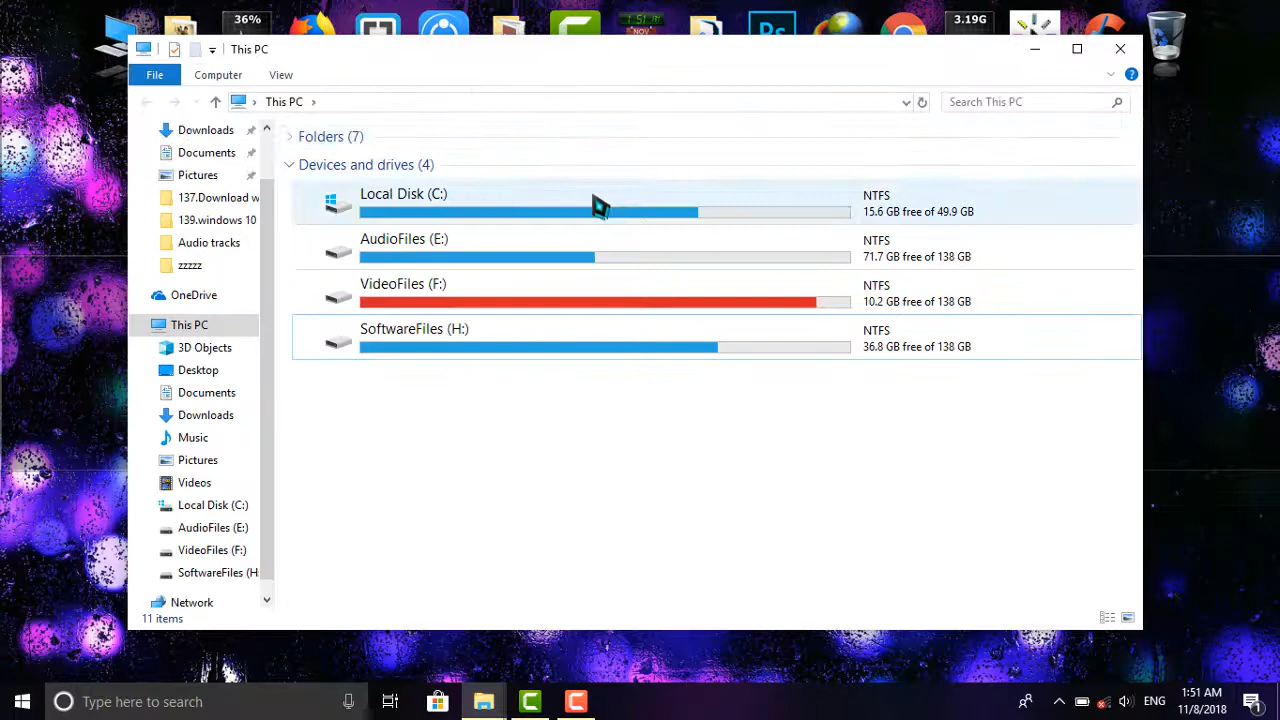 36%
1:51
NOV
Ps
3.19G
This PC
File
Computer
View
This PC
Search This PC
Downloads
Documents
Pictures
137.Download w
139.windows 10
Audio tracks
zzzzz
OneDrive
This PC
3D Objects
Desktop
Documents
Downloads
Music
Pictures
Videos
Local Disk (C:)
AudioFiles (E:)
VideoFiles (F:)
SoftwareFiles (H:
Network
Folders (7)
Devices and drives (4)
Local Disk (C:)
NTFS
15.6 GB free of 49.9 GB
AudioFiles (E:)
NTFS
71.7 GB free of 138 GB
VideoFiles (F:)
NTFS
10.2 GB free of 138 GB
SoftwareFiles (H:)
NTFS
36.8 GB free of 138 GB
11 items
Type here to search
ENG
1:51 AM
11/8/2018
1